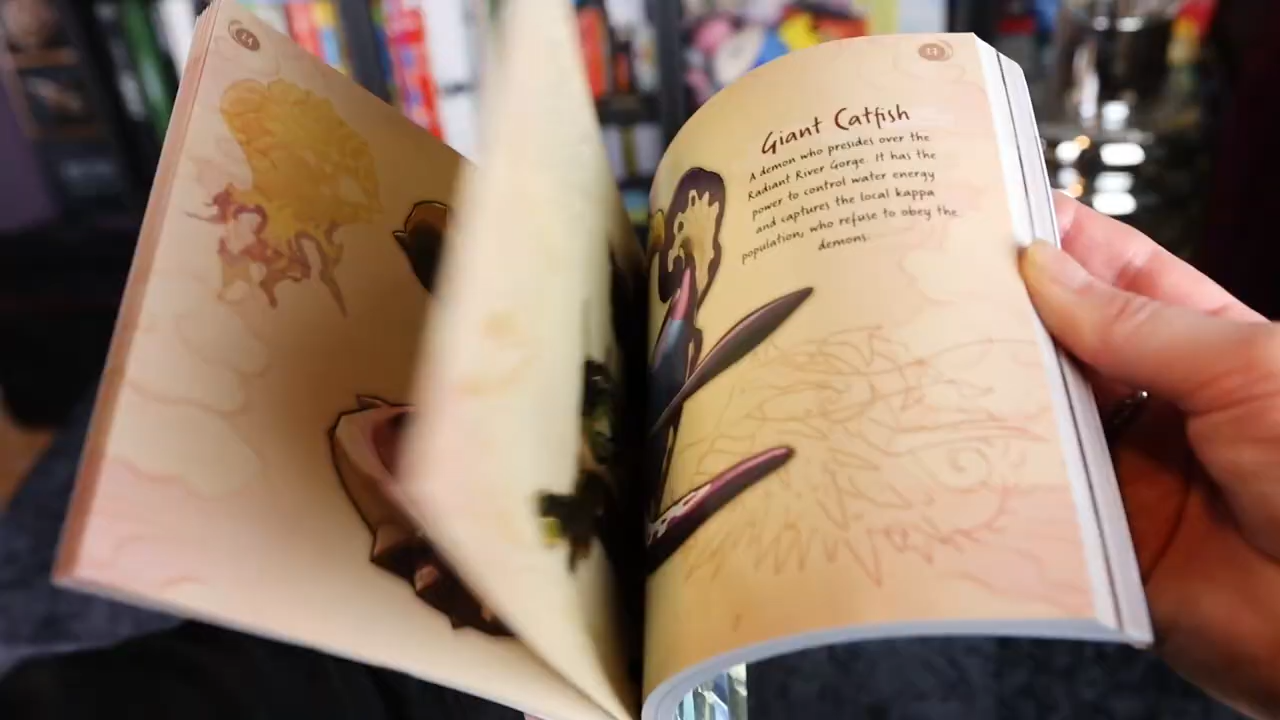 Giant Catfish
A demon who presides over the
Radiant River Gorge. It has the
power to control water energy
and captures the local kappa
population, who refuse to obey the
demons.